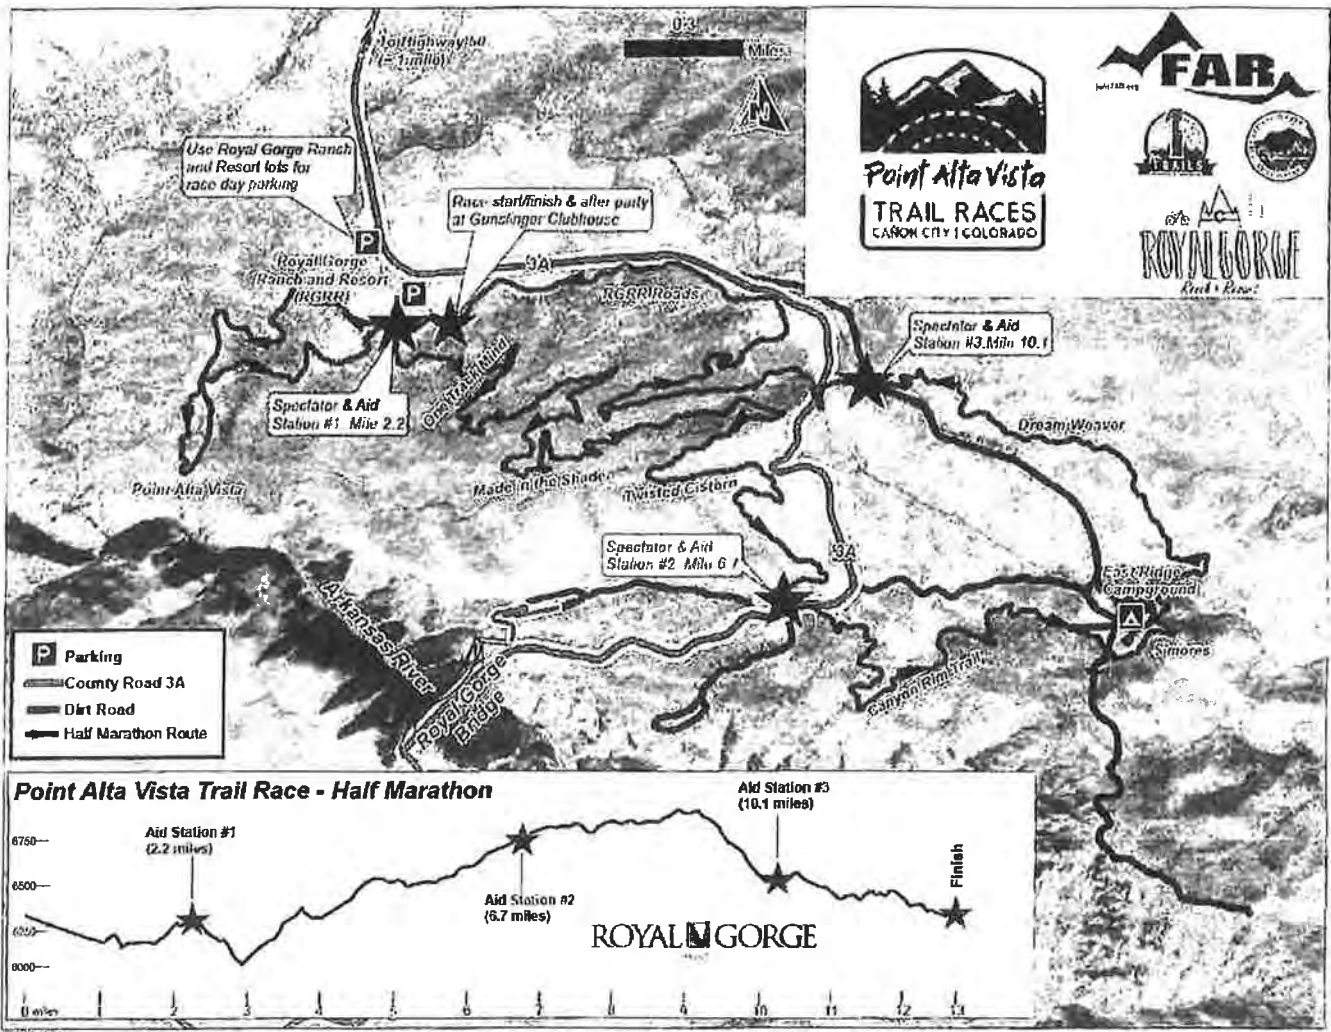 To Highway 50
(~ 1 mile)
0.3
Miles
N
Use Royal Gorge Ranch
and Resort lots for
race day parking
Race start/finish & after party
at Gunslinger Clubhouse
P
Royal Gorge
Ranch and Resort
(RGRR)
P
3A
RGRR Roads
Spectator & Aid
Station #1 Mile 2.2
One Track Mind
Spectator & Aid
Station #3 Mile 10.1
Dream Weaver
Point Alta Vista
Made in the Shade
Twisted Cistern
Spectator & Aid
Station #2 Mile 6.7
3A
East Ridge
Campground
Smores
Canyon Rim Trail
Arkansas River
Royal Gorge
Bridge
Point Alta Vista
TRAIL RACES
CAÑON CITY | COLORADO
FAR
TRAILS
ROYAL GORGE
Ranch & Resort
P Parking
County Road 3A
Dirt Road
Half Marathon Route
Point Alta Vista Trail Race - Half Marathon
Aid Station #1
(2.2 miles)
Aid Station #2
(6.7 miles)
Aid Station #3
(10.1 miles)
Finish
6750
6500
6250
6000
ROYAL GORGE
0 miles 1 2 3 4 5 6 7 8 9 10 11 12 13